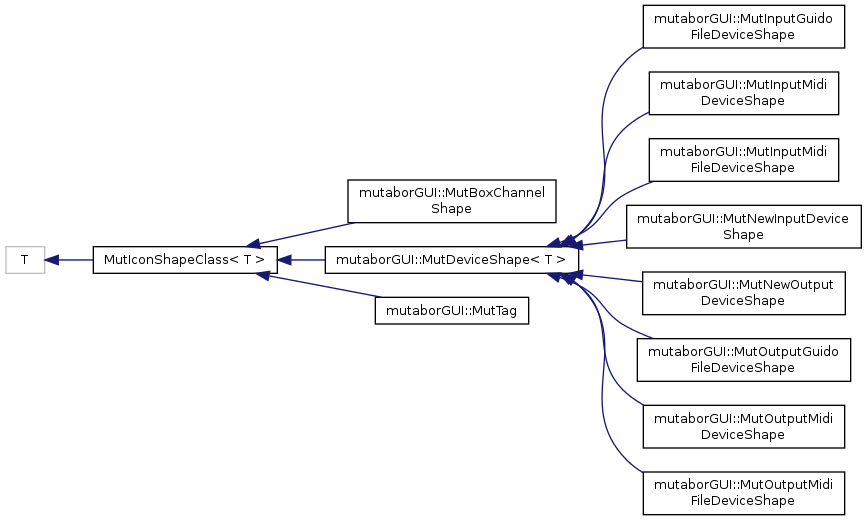 mutaborGUI::MutInputGuido
FileDeviceShape
mutaborGUI::MutInputMidi
DeviceShape
mutaborGUI::MutInputMidi
FileDeviceShape
mutaborGUI::MutBoxChannel
Shape
mutaborGUI::MutNewInputDevice
Shape
T
MutIconShapeClass< T >
mutaborGUI::MutDeviceShape< T >
mutaborGUI::MutNewOutput
DeviceShape
mutaborGUI::MutTag
mutaborGUI::MutOutputGuido
FileDeviceShape
mutaborGUI::MutOutputMidi
DeviceShape
mutaborGUI::MutOutputMidi
FileDeviceShape